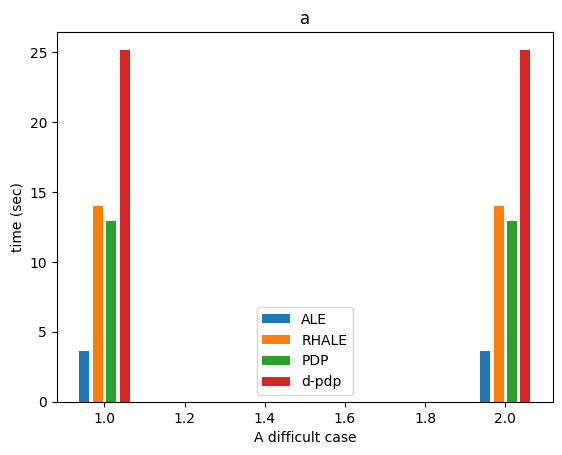 a
25
20
15
10
5
0
time (sec)
ALE
RHALE
PDP
d-pdp
1.0 1.2 1.4 1.6 1.8 2.0
A difficult case